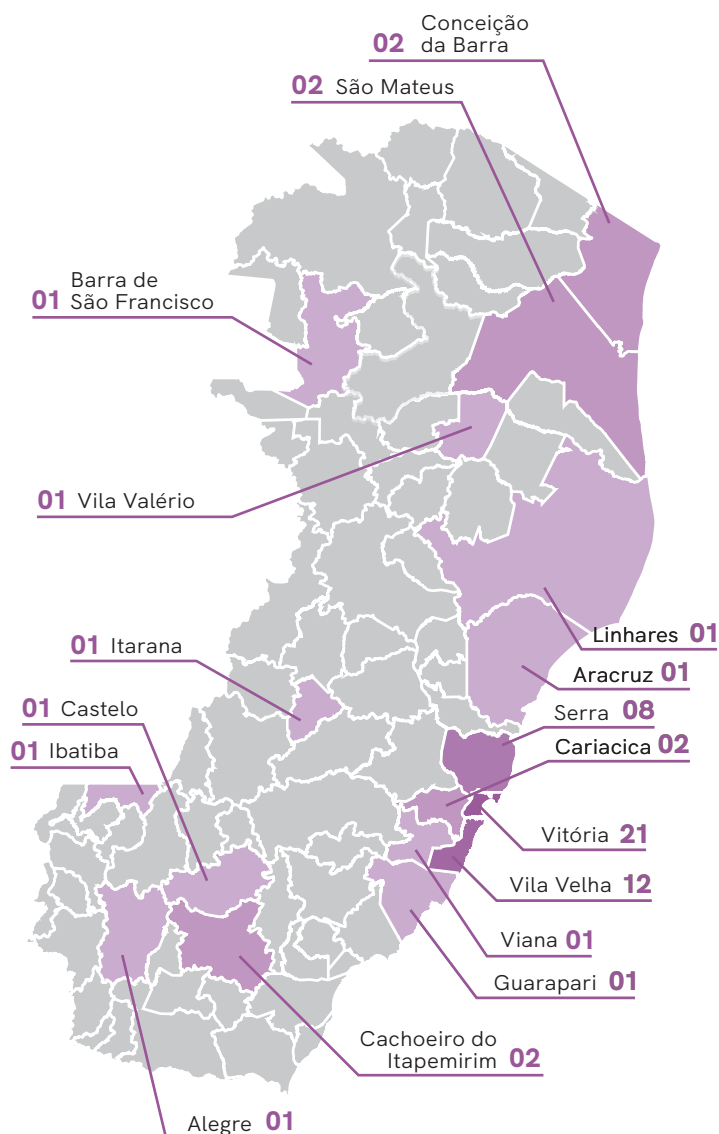 Conceição
02 da Barra
02 São Mateus
Barra de
01 São Francisco
01 Vila Valério
Linhares 01
01 Itarana
Aracruz 01
01 Castelo
Serra 08
Cariacica 02
01 Ibatiba
Vitória 21
Vila Velha 12
Viana 01
Guarapari 01
Cachoeiro do
Itapemirim 02
Alegre 01